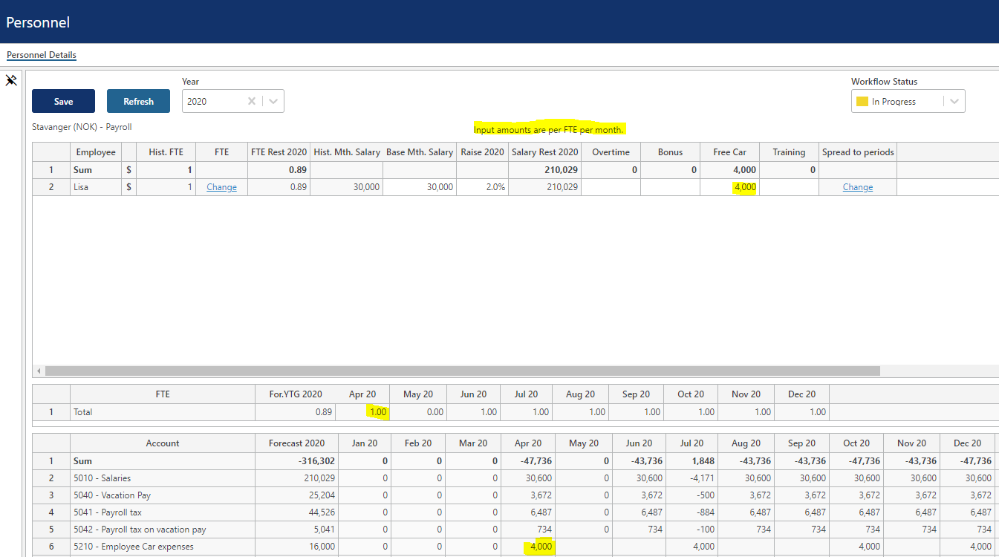 Personnel
Personnel Details
Year
Workflow Status
Save Refresh 2020 In Progress
Stavanger (NOK) - Payroll
Input amounts are per FTE per month.
Employee Hist. FTE FTE FTE Rest 2020 Hist. Mth. Salary Base Mth. Salary Raise 2020 Salary Rest 2020 Overtime Bonus Free Car Training Spread to periods
1 Sum $ 1 0.89 210,029 0 0 4,000 0
2 Lisa $ 1 Change 0.89 30,000 30,000 2.0% 210,029 4,000 Change
FTE For.YTG 2020 Apr 20 May 20 Jun 20 Jul 20 Aug 20 Sep 20 Oct 20 Nov 20 Dec 20
1 Total 0.89 1.00 0.00 1.00 1.00 1.00 1.00 1.00 1.00 1.00
Account Forecast 2020 Jan 20 Feb 20 Mar 20 Apr 20 May 20 Jun 20 Jul 20 Aug 20 Sep 20 Oct 20 Nov 20 Dec 20
1 Sum -316,302 0 0 0 -47,736 0 -43,736 1,848 -43,736 -43,736 -47,736 -43,736 -47,736
2 5010 - Salaries 210,029 0 0 0 30,600 0 30,600 -4,171 30,600 30,600 30,600 30,600 30,600
3 5040 - Vacation Pay 25,204 0 0 0 3,672 0 3,672 -500 3,672 3,672 3,672 3,672 3,672
4 5041 - Payroll tax 44,526 0 0 0 6,487 0 6,487 -884 6,487 6,487 6,487 6,487 6,487
5 5042 - Payroll tax on vacation pay 5,041 0 0 0 734 0 734 -100 734 734 734 734 734
6 5210 - Employee Car expenses 16,000 0 0 0 4,000 4,000 4,000 4,000